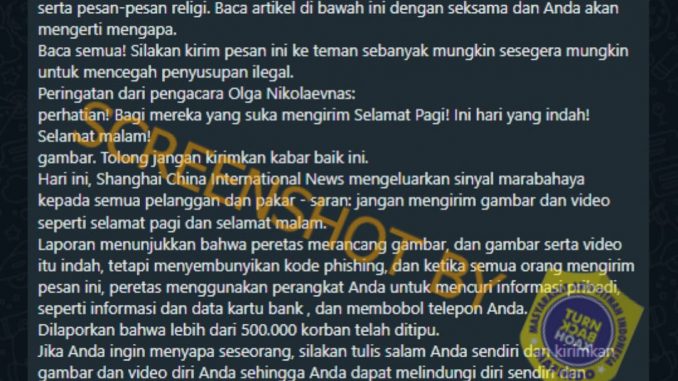 serta pesan-pesan religi. Baca artikel di bawah ini dengan seksama dan Anda akan
mengerti mengapa.
Baca semua! Silakan kirim pesan ini ke teman sebanyak mungkin sesegera mungkin
untuk mencegah penyusupan ilegal.
Peringatan dari pengacara Olga Nikolaevnas:
perhatian! Bagi mereka yang suka mengirim Selamat Pagi! Ini hari yang indah!
Selamat malam!
gambar. Tolong jangan kirimkan kabar baik ini.
Hari ini, Shanghai China International News mengeluarkan sinyal marabahaya
kepada semua pelanggan dan pakar - saran: jangan mengirim gambar dan video
seperti selamat pagi dan selamat malam.
Laporan menunjukkan bahwa peretas merancang gambar, dan gambar serta video
itu indah, tetapi menyembunyikan kode phishing, dan ketika semua orang mengirim
pesan ini, peretas menggunakan perangkat Anda untuk mencuri informasi pribadi,
seperti informasi dan data kartu bank , dan membobol telepon Anda.
Dilaporkan bahwa lebih dari 500.000 korban telah ditipu.
Jika Anda ingin menyapa seseorang, silakan tulis salam Anda sendiri dan kirimkan
gambar dan video diri Anda sehingga Anda dapat melindungi diri sendiri dan
SCREENSHOT BY
TURN
BACK
HOAX